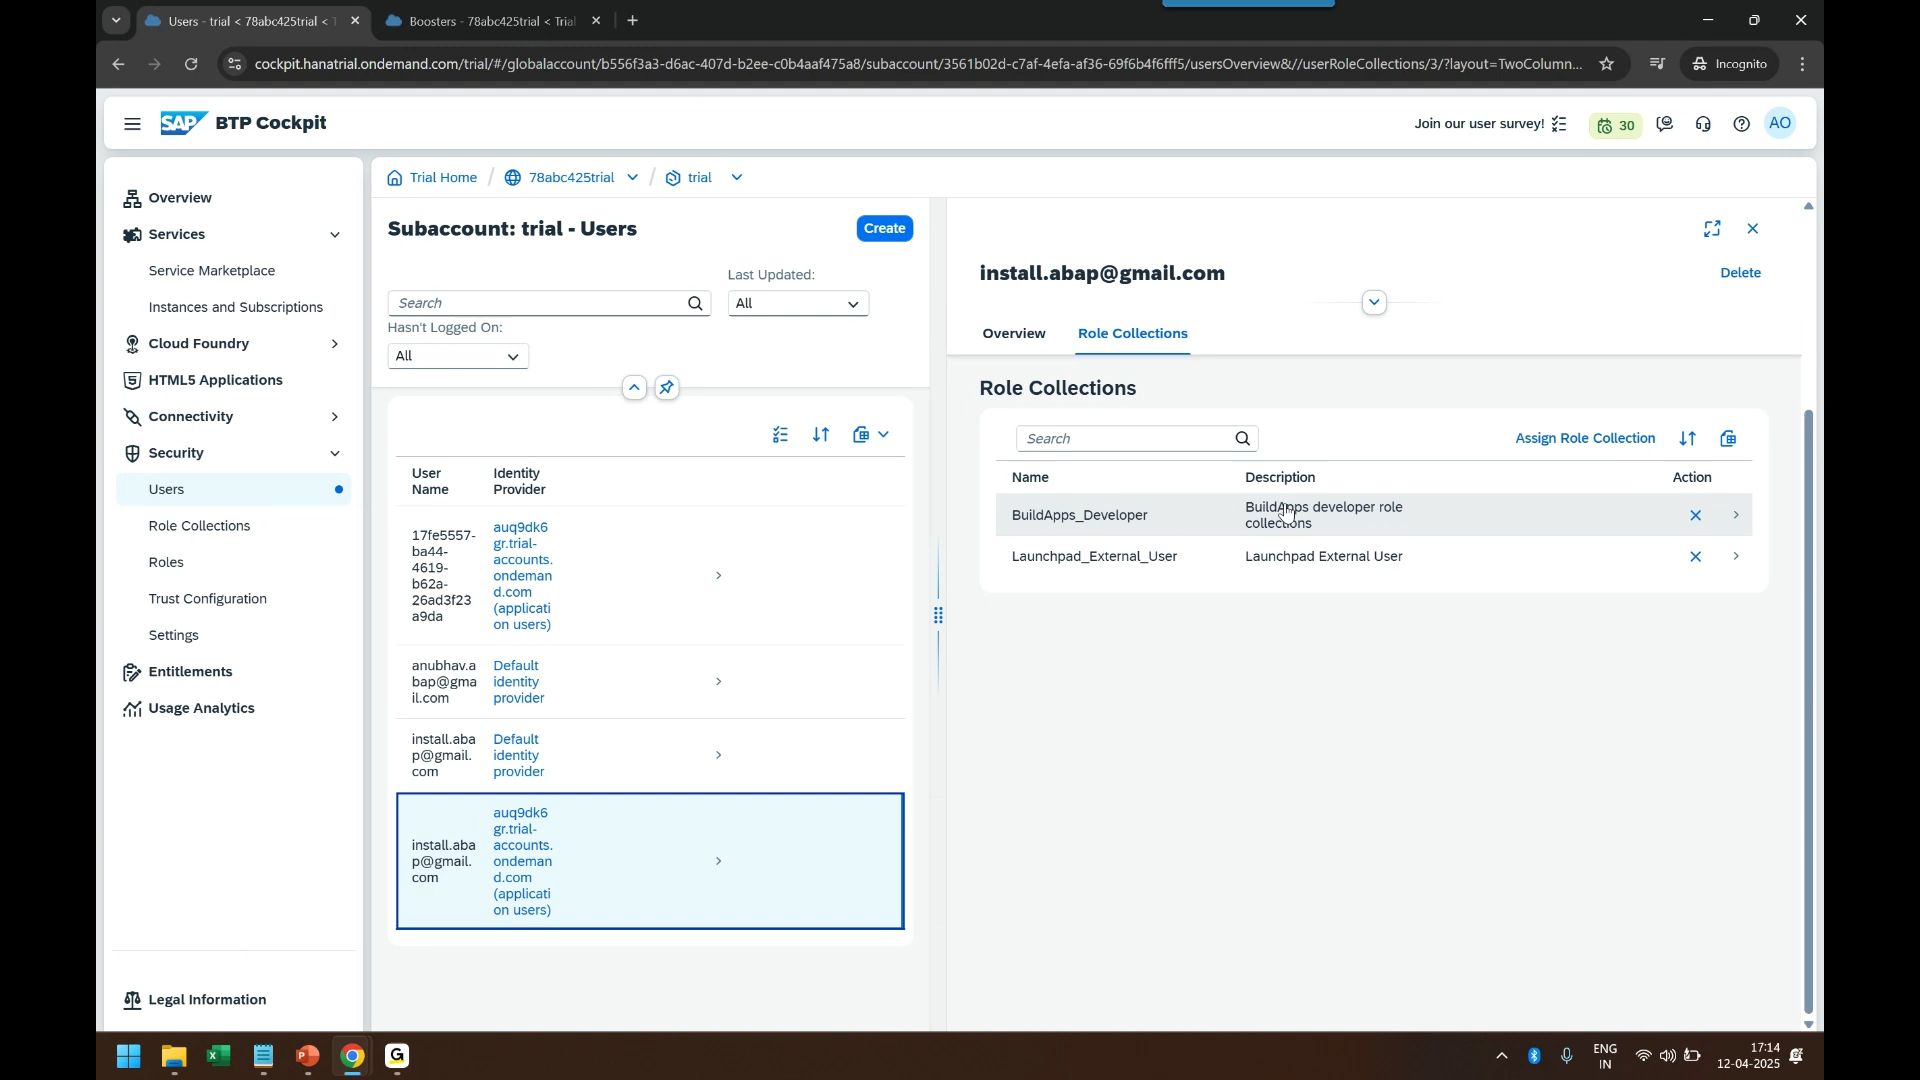 Users - trial < 78abc425trial <
Boosters - 78abc425trial < Trial
cockpit.hanatrial.ondemand.com/trial/#/globalaccount/b556f3a3-d6ac-407d-b2ee-c0b4aaf475a8/subaccount/3561b02d-c7af-4efa-af36-69f6b4f6fff5/usersOverview&//userRoleCollections/3/?layout=TwoColumn...
Incognito
SAP BTP Cockpit
Join our user survey!
30
AO
Overview
Services
Service Marketplace
Instances and Subscriptions
Cloud Foundry
HTML5 Applications
Connectivity
Security
Users
Role Collections
Roles
Trust Configuration
Settings
Entitlements
Usage Analytics
Legal Information
Trial Home / 78abc425trial / trial
Subaccount: trial - Users
Create
Last Updated:
Search
All
Hasn't Logged On:
All
User Name
Identity Provider
17fe5557-
ba44-
4619-
b62a-
26ad3f23
a9da
auq9dk6
gr.trial-
accounts.
ondeman
d.com
(applicati
on users)
anubhav.a
bap@gma
il.com
Default
identity
provider
install.aba
p@gmail.
com
Default
identity
provider
install.aba
p@gmail.
com
auq9dk6
gr.trial-
accounts.
ondeman
d.com
(applicati
on users)
install.abap@gmail.com
Delete
Overview
Role Collections
Role Collections
Search
Assign Role Collection
Name
Description
Action
BuildApps_Developer
BuildApps developer role
collections
Launchpad_External_User
Launchpad External User
ENG
IN
17:14
12-04-2025